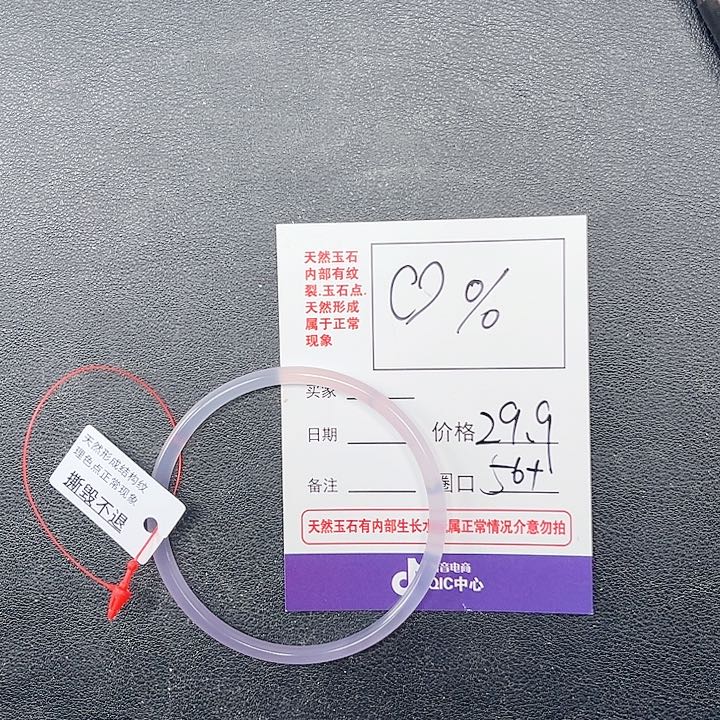 天然玉石
内部有纹
裂.玉石点.
天然形成
属于正常
现象
♡ %
买家
日期
价格 29.9
备注
圈口 56+
天然玉石有内部生长水 属正常情况介意勿拍
音电商
QIC中心
天然形成结构纹
理色点正常现象
撕毁不退